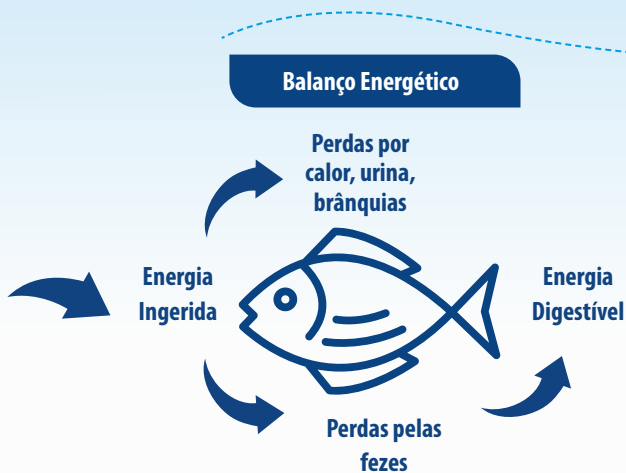 Balanço Energético
Perdas por
calor, urina,
brânquias
Energia
Ingerida
Energia
Digestível
Perdas pelas
fezes